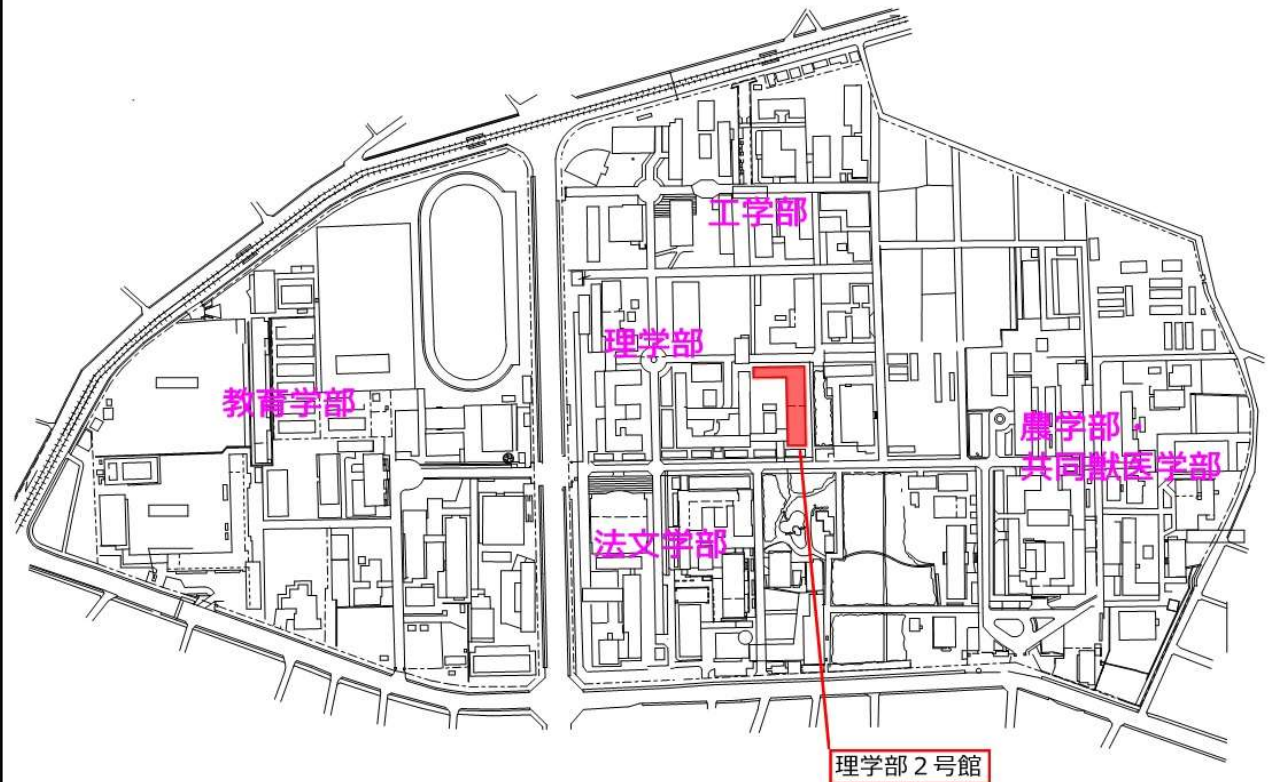 工学部
理学部
教育学部
農学部・
共同獣医学部
法文学部
理学部２号館